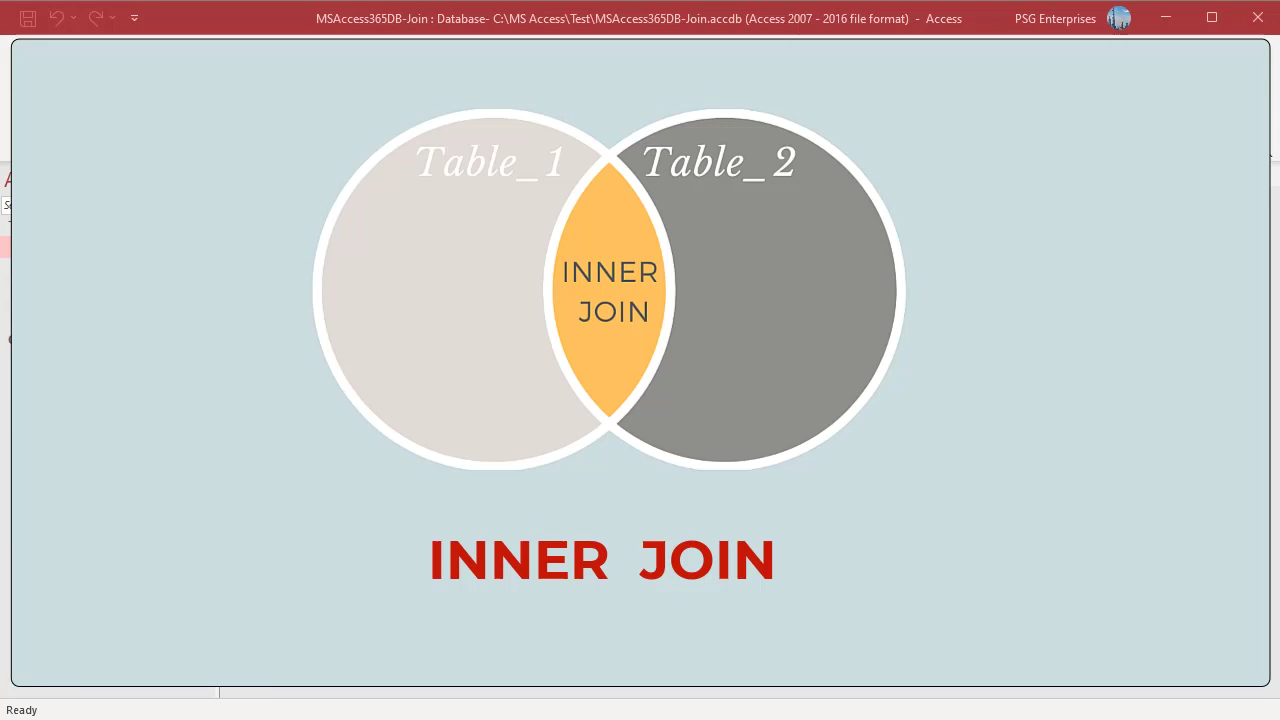 MSAccess365DB-Join : Database- C:\MS Access\Test\MSAccess365DB-Join.accdb (Access 2007 - 2016 file format) - Access PSG Enterprises
Table_1 Table_2
INNER
JOIN
INNER JOIN
Ready